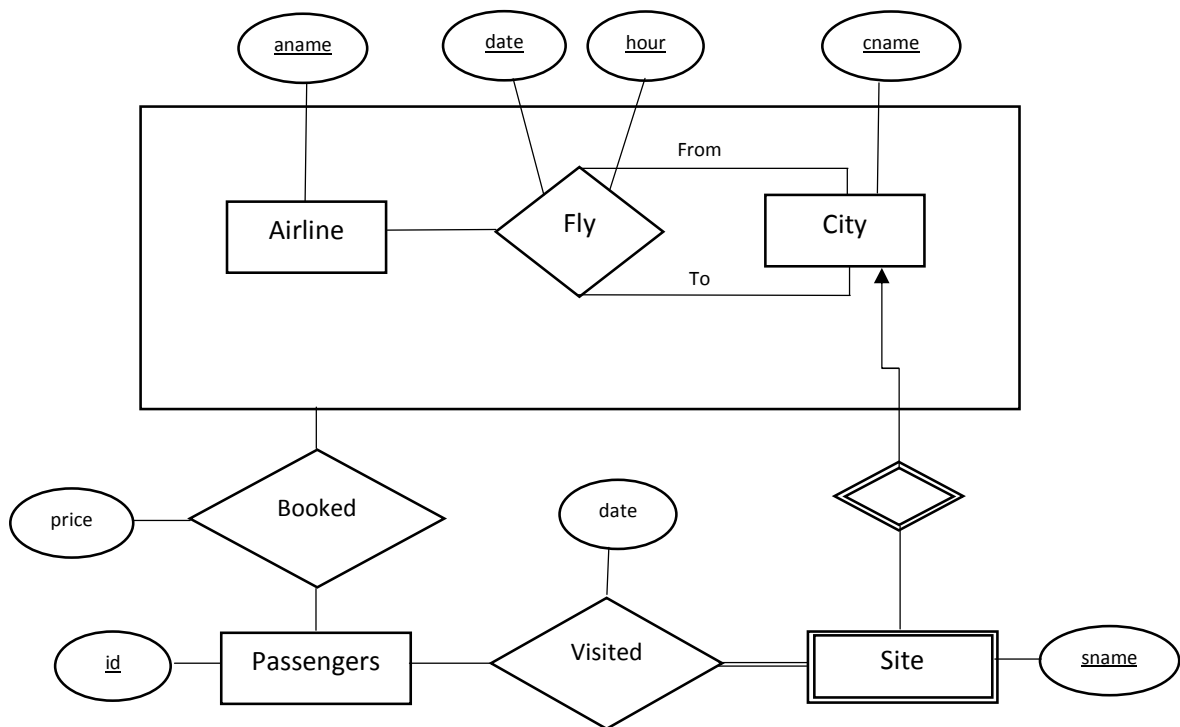 aname
date
hour
cname
From
Airline
Fly
City
To
Booked
price
date
id
Passengers
Visited
Site
sname